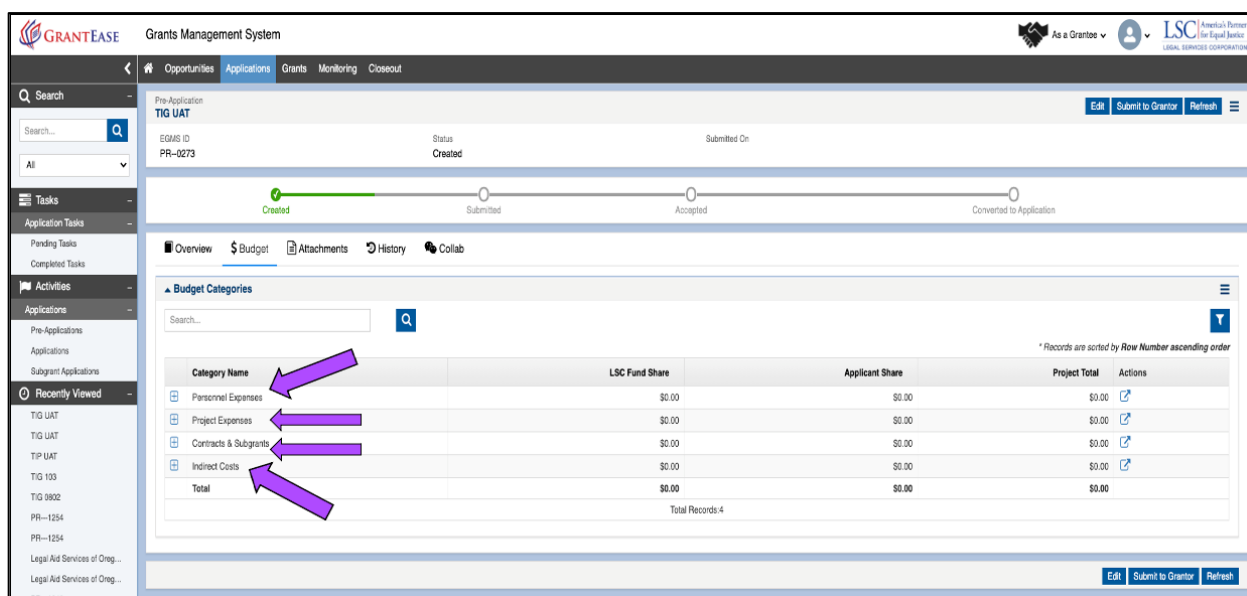 GRANTEASE
Grants Management System
As a Grantee
LSC
America's Partner
for Equal Justice
LEGAL SERVICES CORPORATION
Opportunities Applications Grants Monitoring Closeout
Search
Search...
All
Tasks
Application Tasks
Pending Tasks
Completed Tasks
Activities
Applications
Pre-Applications
Applications
Subgrant Applications
Recently Viewed
TIG UAT
TIG UAT
TIP UAT
TIG 103
TIG 0802
PR—1254
PR—1254
Legal Aid Services of Oreg...
Legal Aid Services of Oreg...
Pre-Application
TIG UAT
Edit Submit to Grantor Refresh
EGMS ID Status Submitted On
PR–0273 Created
Created Submitted Accepted Converted to Application
Overview $ Budget Attachments History Collab
Budget Categories
Search...
* Records are sorted by Row Number ascending order
Category Name LSC Fund Share Applicant Share Project Total Actions
Personnel Expenses $0.00 $0.00 $0.00
Project Expenses $0.00 $0.00 $0.00
Contracts & Subgrants $0.00 $0.00 $0.00
Indirect Costs $0.00 $0.00 $0.00
Total $0.00 $0.00 $0.00
Total Records:4
Edit Submit to Grantor Refresh